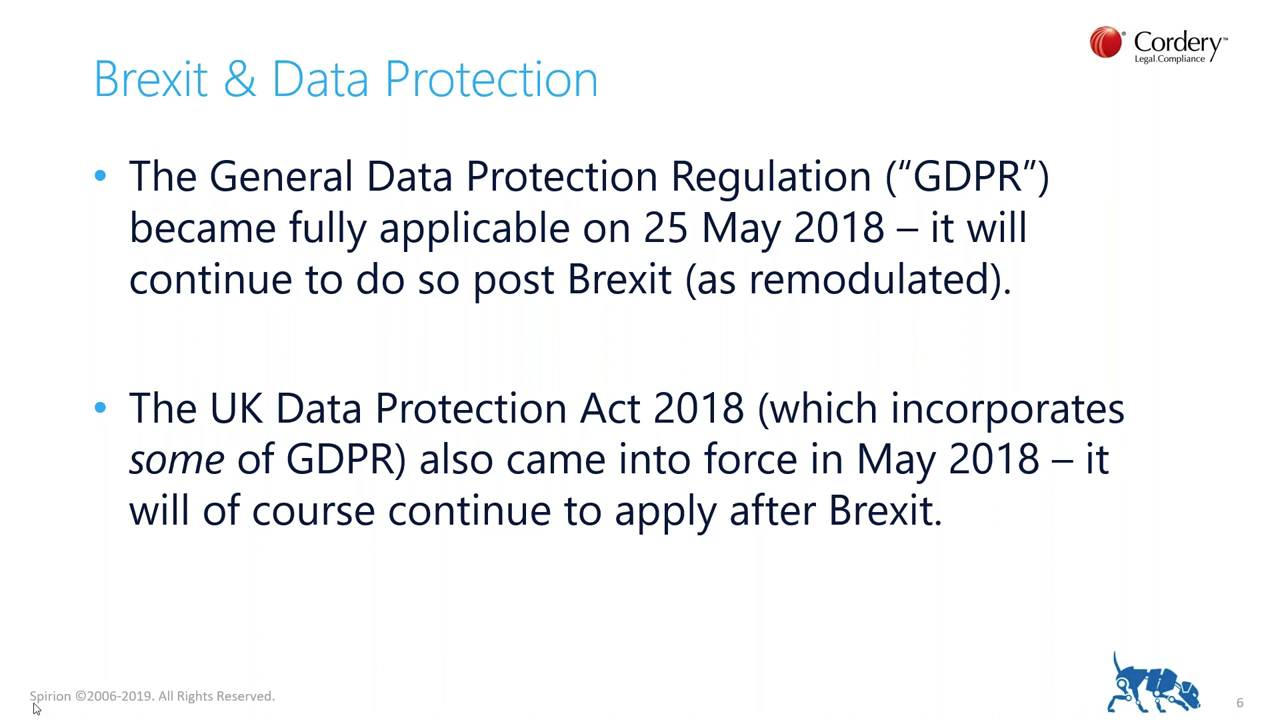 Cordery™
Legal.Compliance
Brexit & Data Protection
• The General Data Protection Regulation (“GDPR”)
became fully applicable on 25 May 2018 – it will
continue to do so post Brexit (as remodulated).
• The UK Data Protection Act 2018 (which incorporates
some of GDPR) also came into force in May 2018 – it
will of course continue to apply after Brexit.
Spirion ©2006-2019. All Rights Reserved.
6